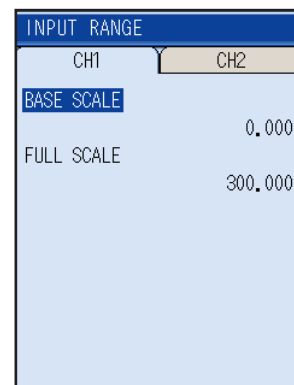 INPUT RANGE
CH1 CH2
BASE SCALE
0.000
FULL SCALE
300.000